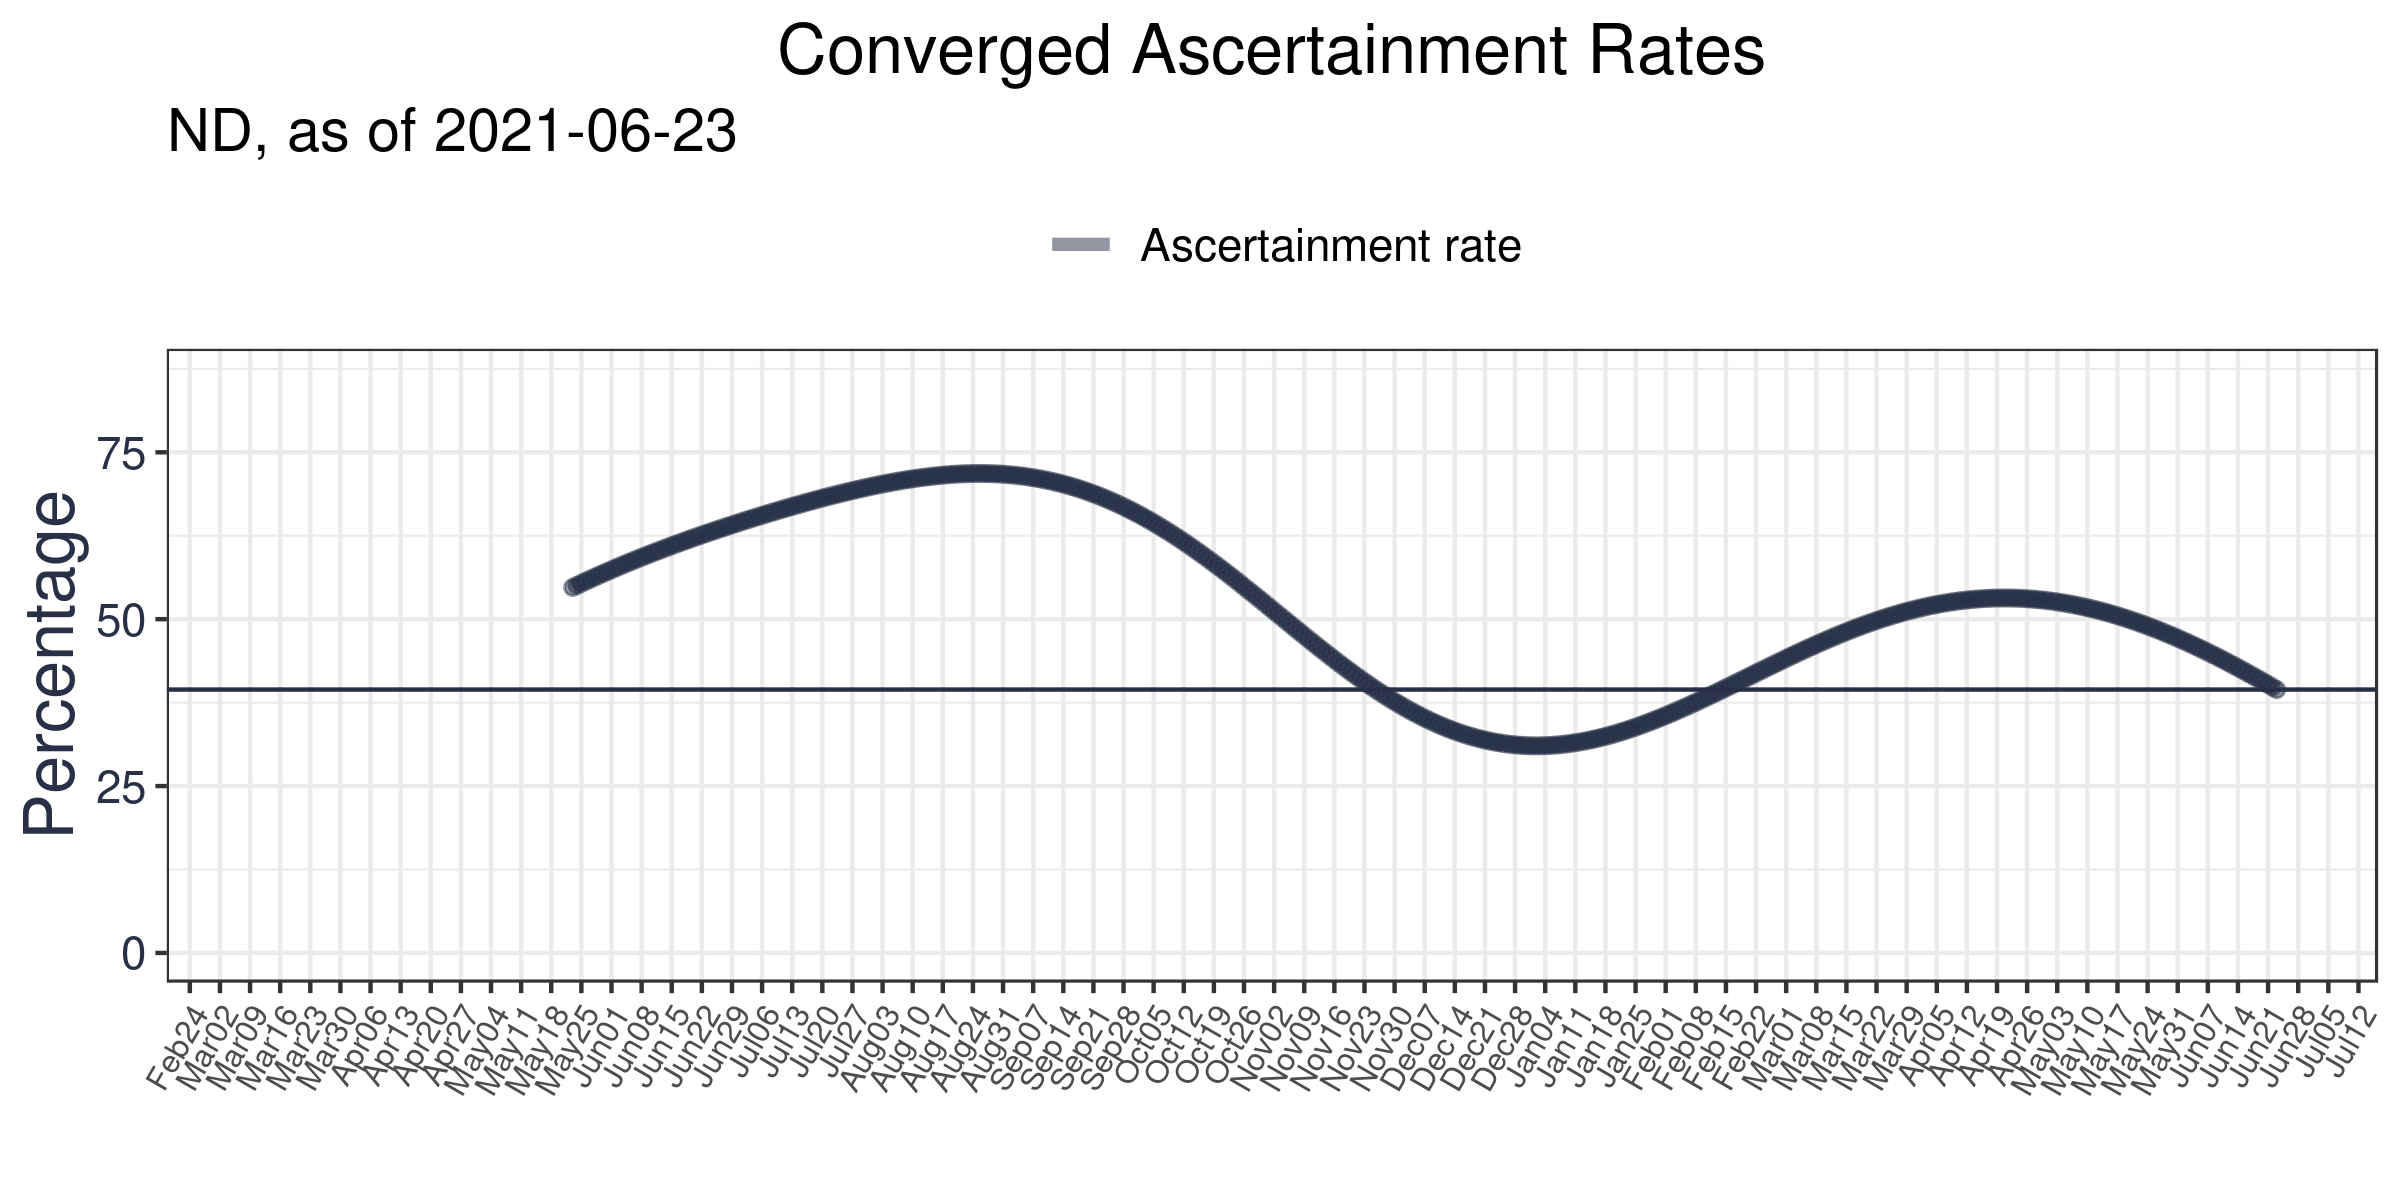 Converged Ascertainment Rates
ND, as of 2021-06-23
Ascertainment rate
Percentage
75
50
25
0
Feb24 Mar02 Mar09 Mar16 Mar23 Mar30 Apr06 Apr13 Apr20 Apr27 May04 May11 May18 May25 Jun01 Jun08 Jun15 Jun22 Jun29 Jul06 Jul13 Jul20 Jul27 Aug03 Aug10 Aug17 Aug24 Aug31 Sep07 Sep14 Sep21 Sep28 Oct05 Oct12 Oct19 Oct26 Nov02 Nov09 Nov16 Nov23 Nov30 Dec07 Dec14 Dec21 Dec28 Jan04 Jan11 Jan18 Jan25 Feb01 Feb08 Feb15 Feb22 Mar01 Mar08 Mar15 Mar22 Mar29 Apr05 Apr12 Apr19 Apr26 May03 May10 May17 May24 May31 Jun07 Jun14 Jun21 Jun28 Jul05 Jul12